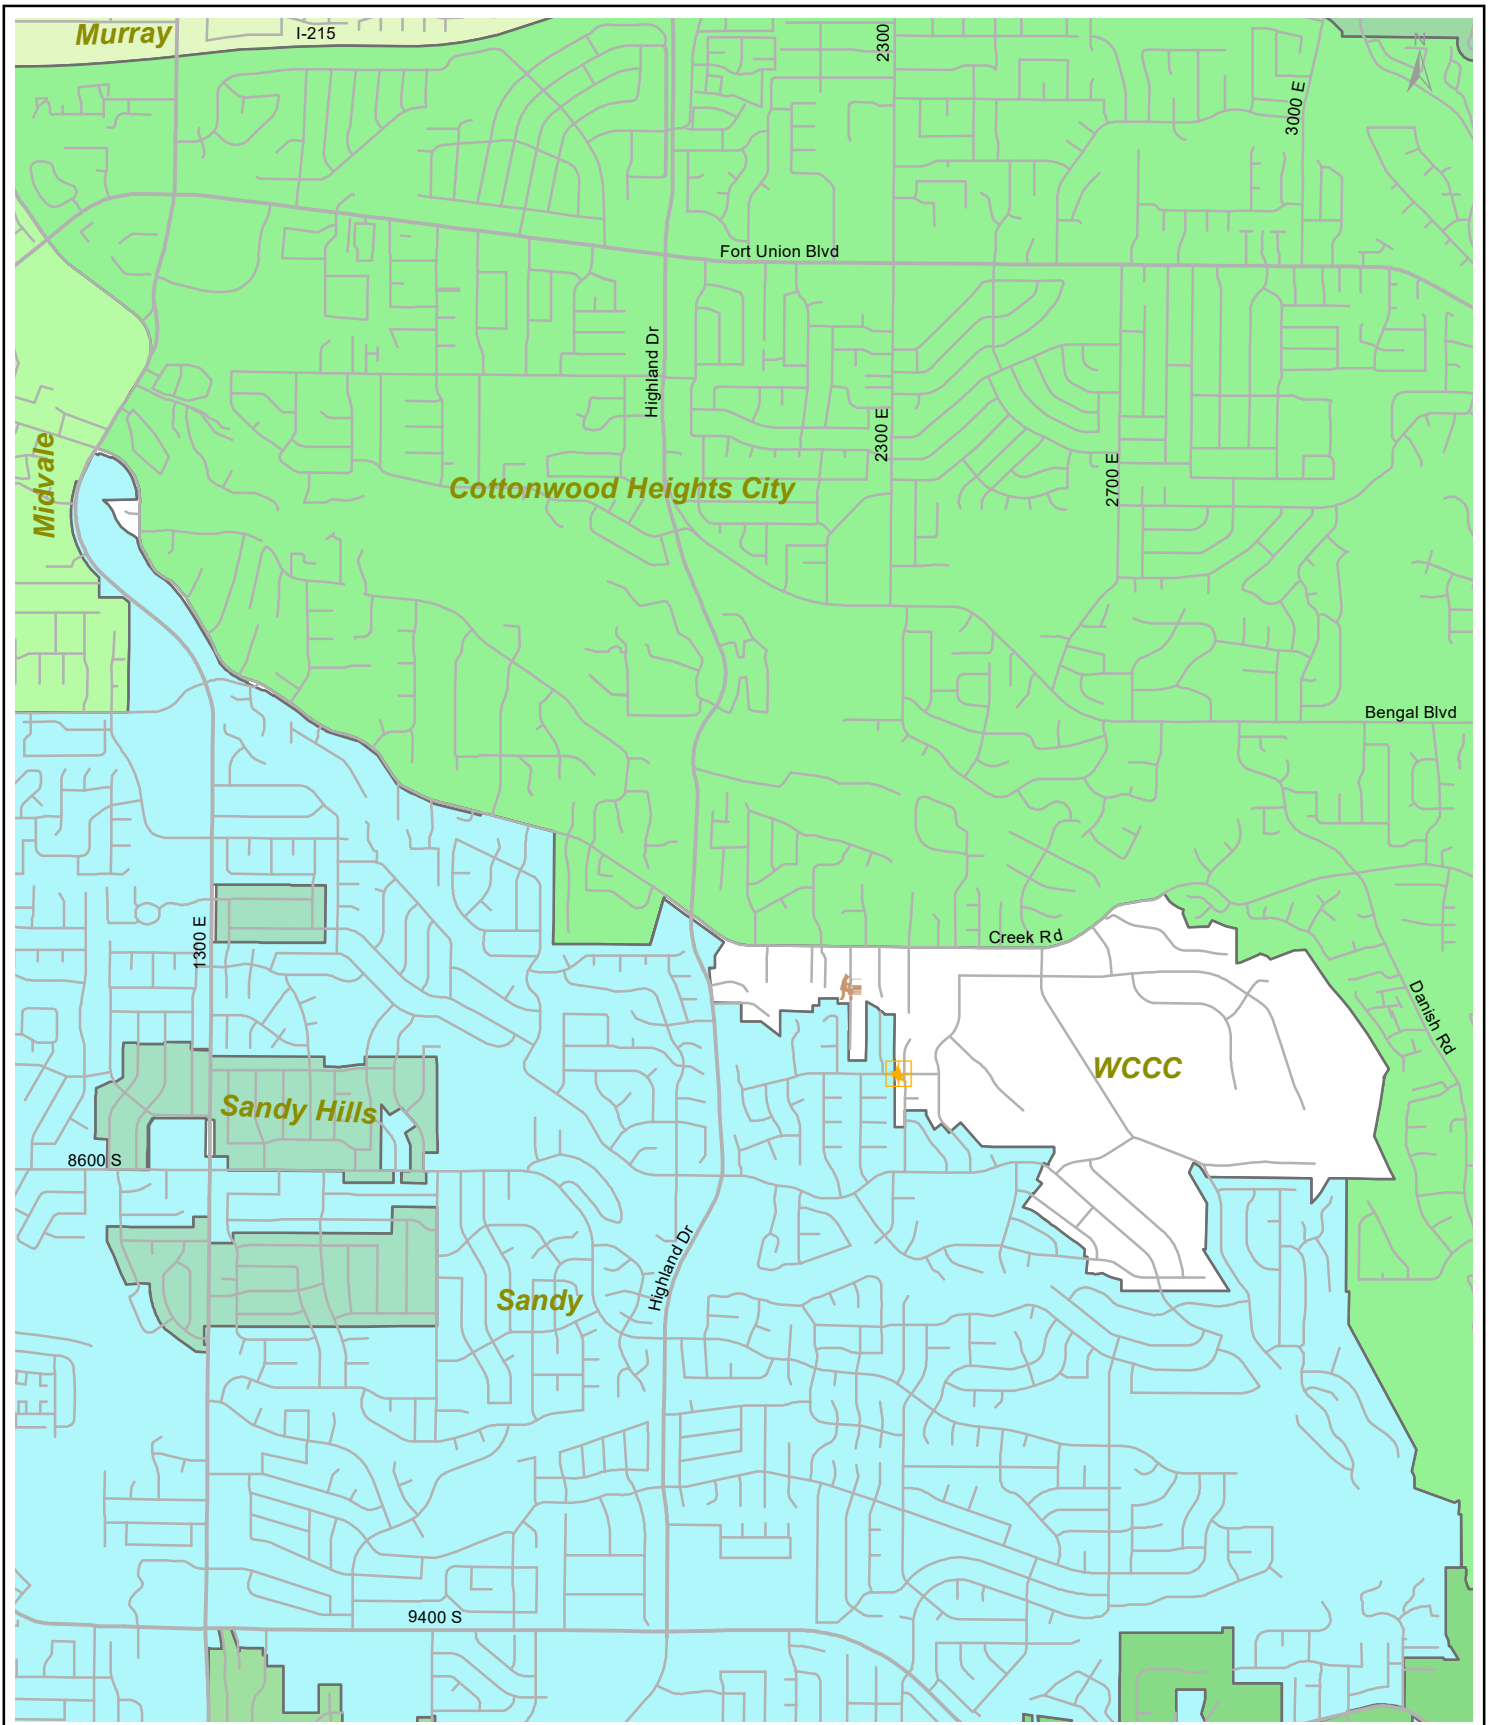 Murray
I-215
2300
N
3000 E
Fort Union Blvd
Highland Dr
2300 E
Midvale
2700 E
Cottonwood Heights City
Bengal Blvd
1300 E
Creek Rd
Danish Rd
WCCC
Sandy Hills
8600 S
Highland Dr
Sandy
9400 S